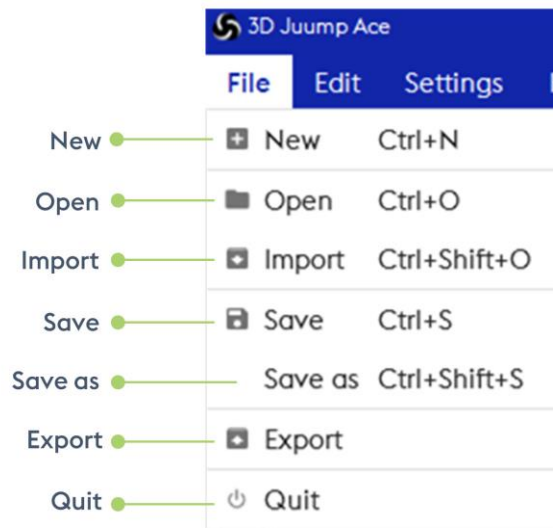 3D Juump Ace
File Edit Settings
New New Ctrl+N
Open Open Ctrl+O
Import Import Ctrl+Shift+O
Save Save Ctrl+S
Save as Save as Ctrl+Shift+S
Export Export
Quit Quit